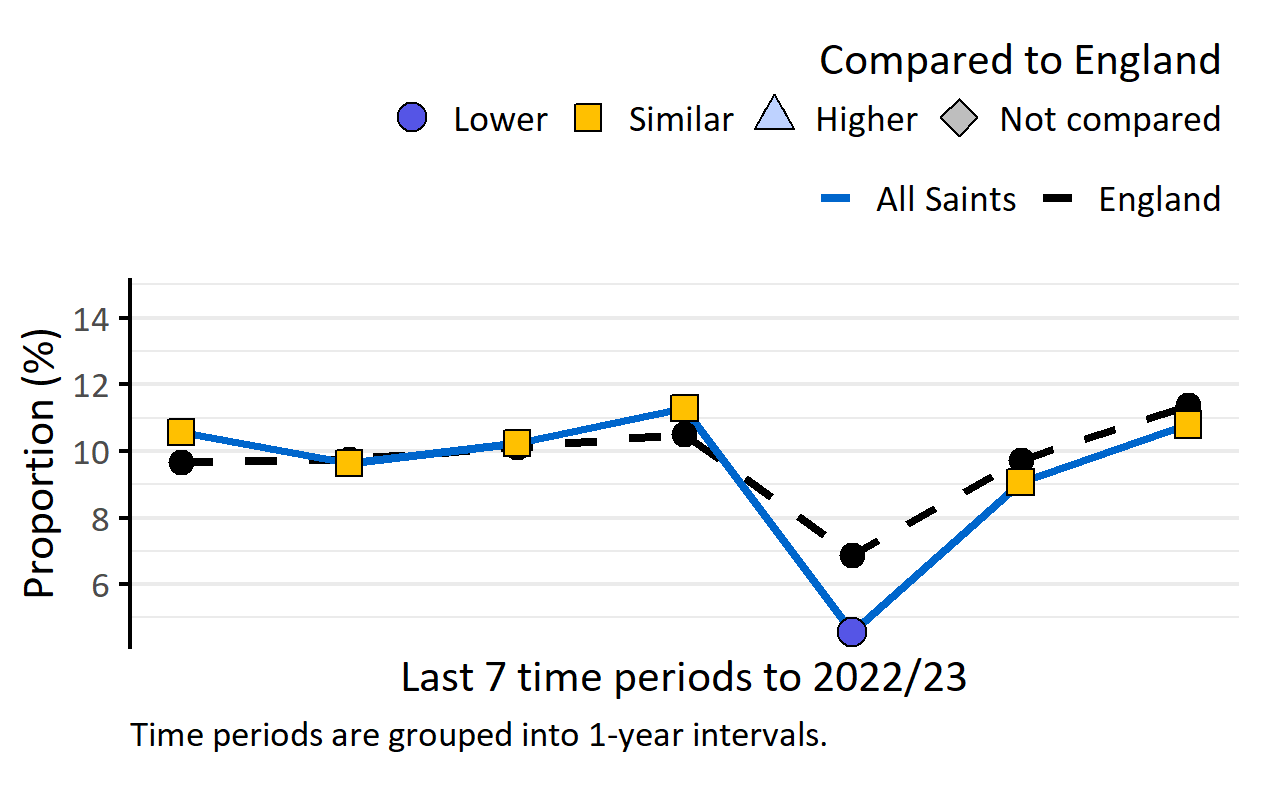 Compared to England
Lower Similar Higher Not compared
All Saints England
Proportion (%)
14
12
10
8
6
Last 7 time periods to 2022/23
Time periods are grouped into 1-year intervals.